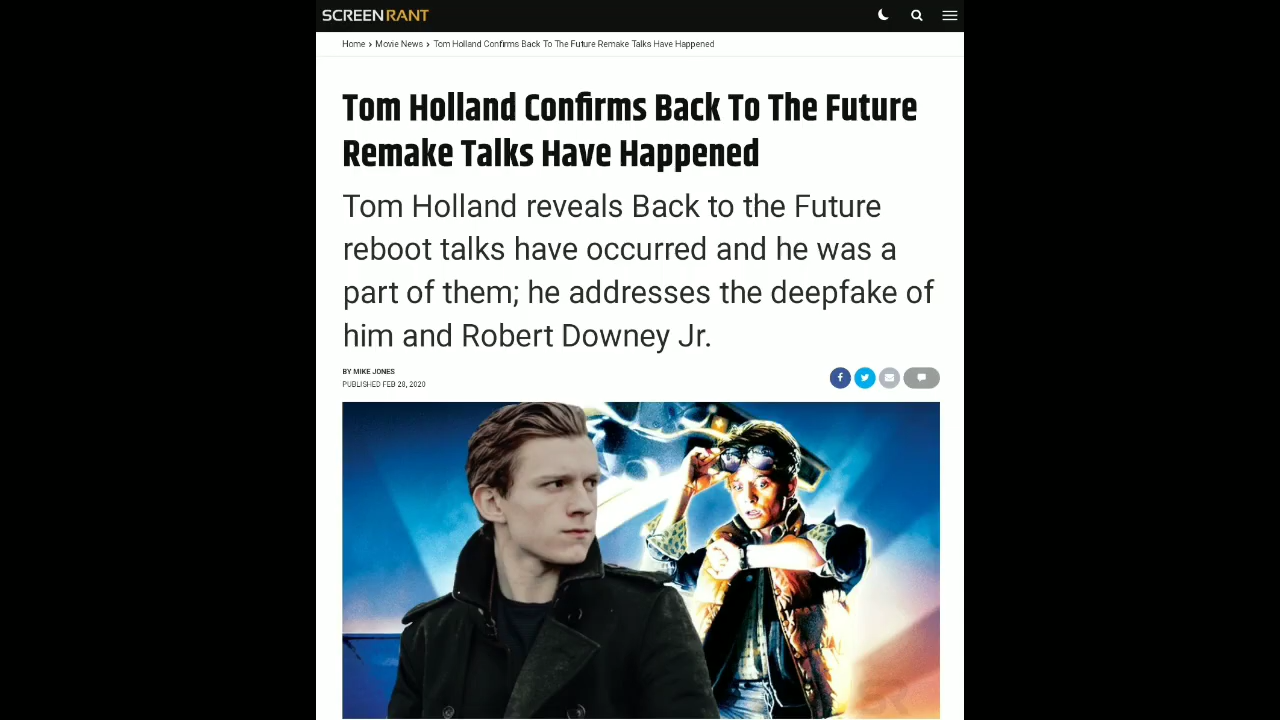 SCREENRANT
Home › Movie News › Tom Holland Confirms Back To The Future Remake Talks Have Happened
Tom Holland Confirms Back To The Future
Remake Talks Have Happened
Tom Holland reveals Back to the Future
reboot talks have occurred and he was a
part of them; he addresses the deepfake of
him and Robert Downey Jr.
BY MIKE JONES
PUBLISHED FEB 28, 2020